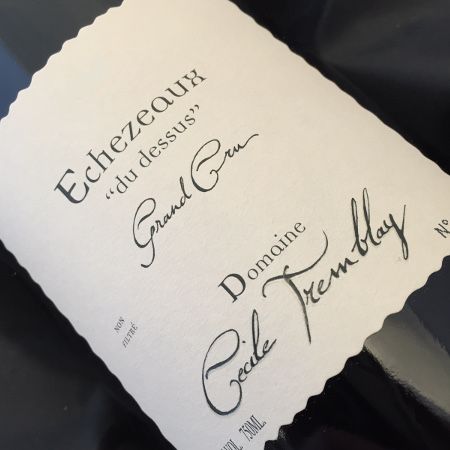 Echezeaux
"du dessus"
Grand Cru
Domaine
Cécile Tremblay
N°
NON
FILTRÉ
750ML.